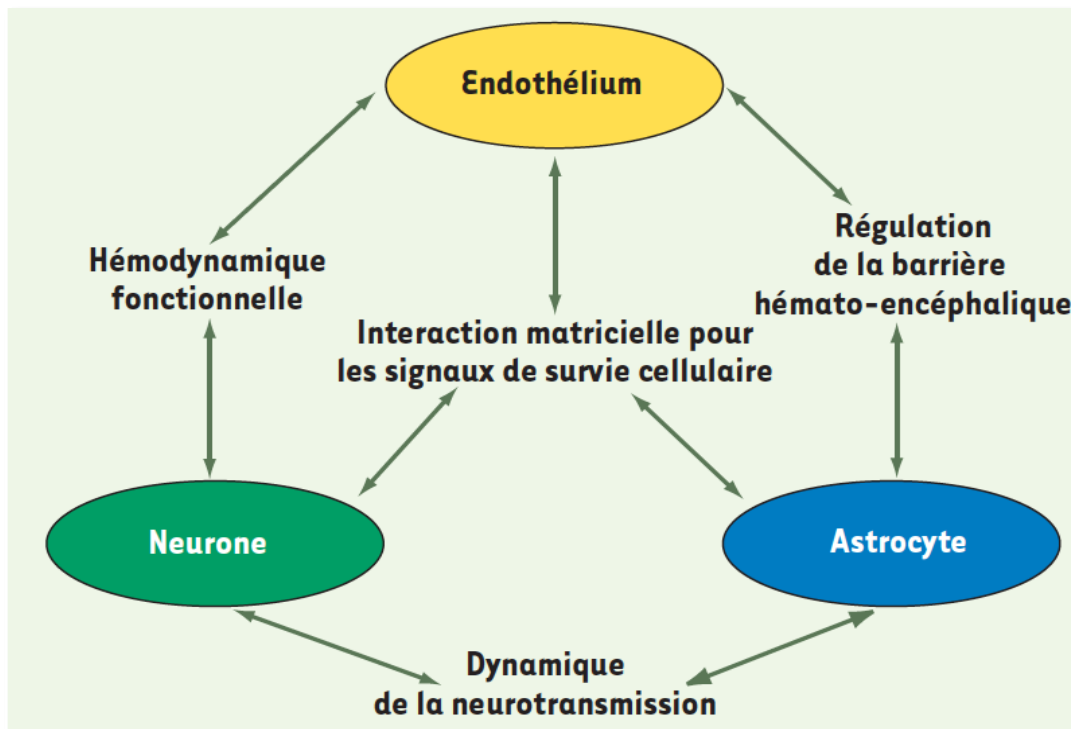 Endothélium
Hémodynamique
fonctionnelle
Régulation
de la barrière
hémato-encéphalique
Interaction matricielle pour
les signaux de survie cellulaire
Neurone
Astrocyte
Dynamique
de la neurotransmission